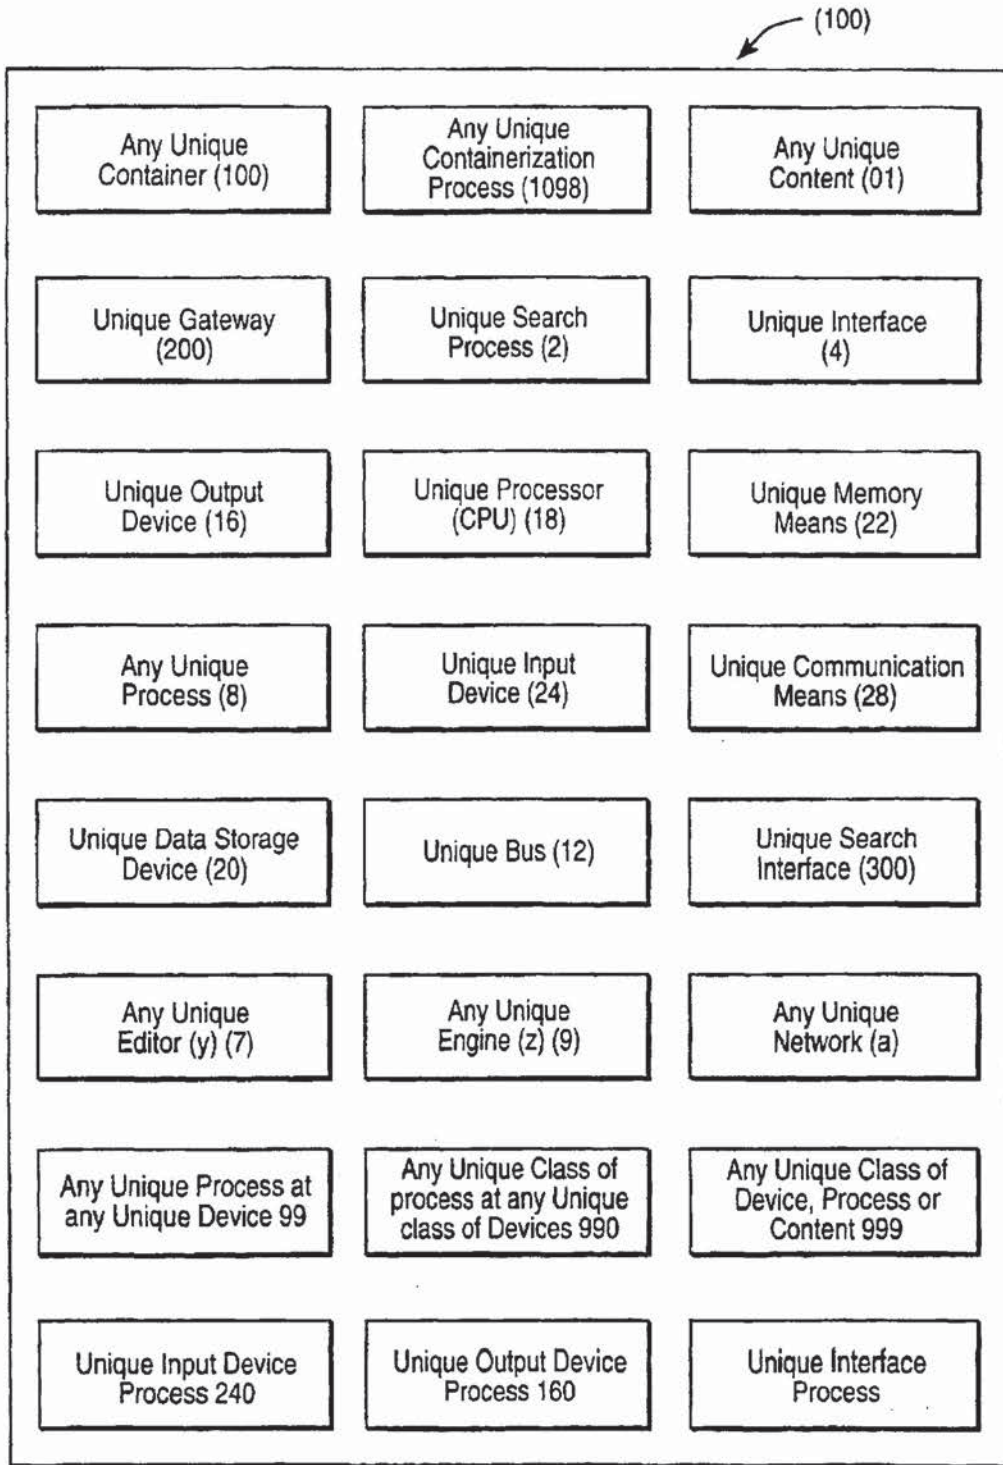 (100)
Any Unique
Container (100)
Any Unique
Containerization
Process (1098)
Any Unique
Content (01)
Unique Gateway
(200)
Unique Search
Process (2)
Unique Interface
(4)
Unique Output
Device (16)
Unique Processor
(CPU) (18)
Unique Memory
Means (22)
Any Unique
Process (8)
Unique Input
Device (24)
Unique Communication
Means (28)
Unique Data Storage
Device (20)
Unique Bus (12)
Unique Search
Interface (300)
Any Unique
Editor (y) (7)
Any Unique
Engine (z) (9)
Any Unique
Network (a)
Any Unique Process at
any Unique Device 99
Any Unique Class of
process at any Unique
class of Devices 990
Any Unique Class of
Device, Process or
Content 999
Unique Input Device
Process 240
Unique Output Device
Process 160
Unique Interface
Process